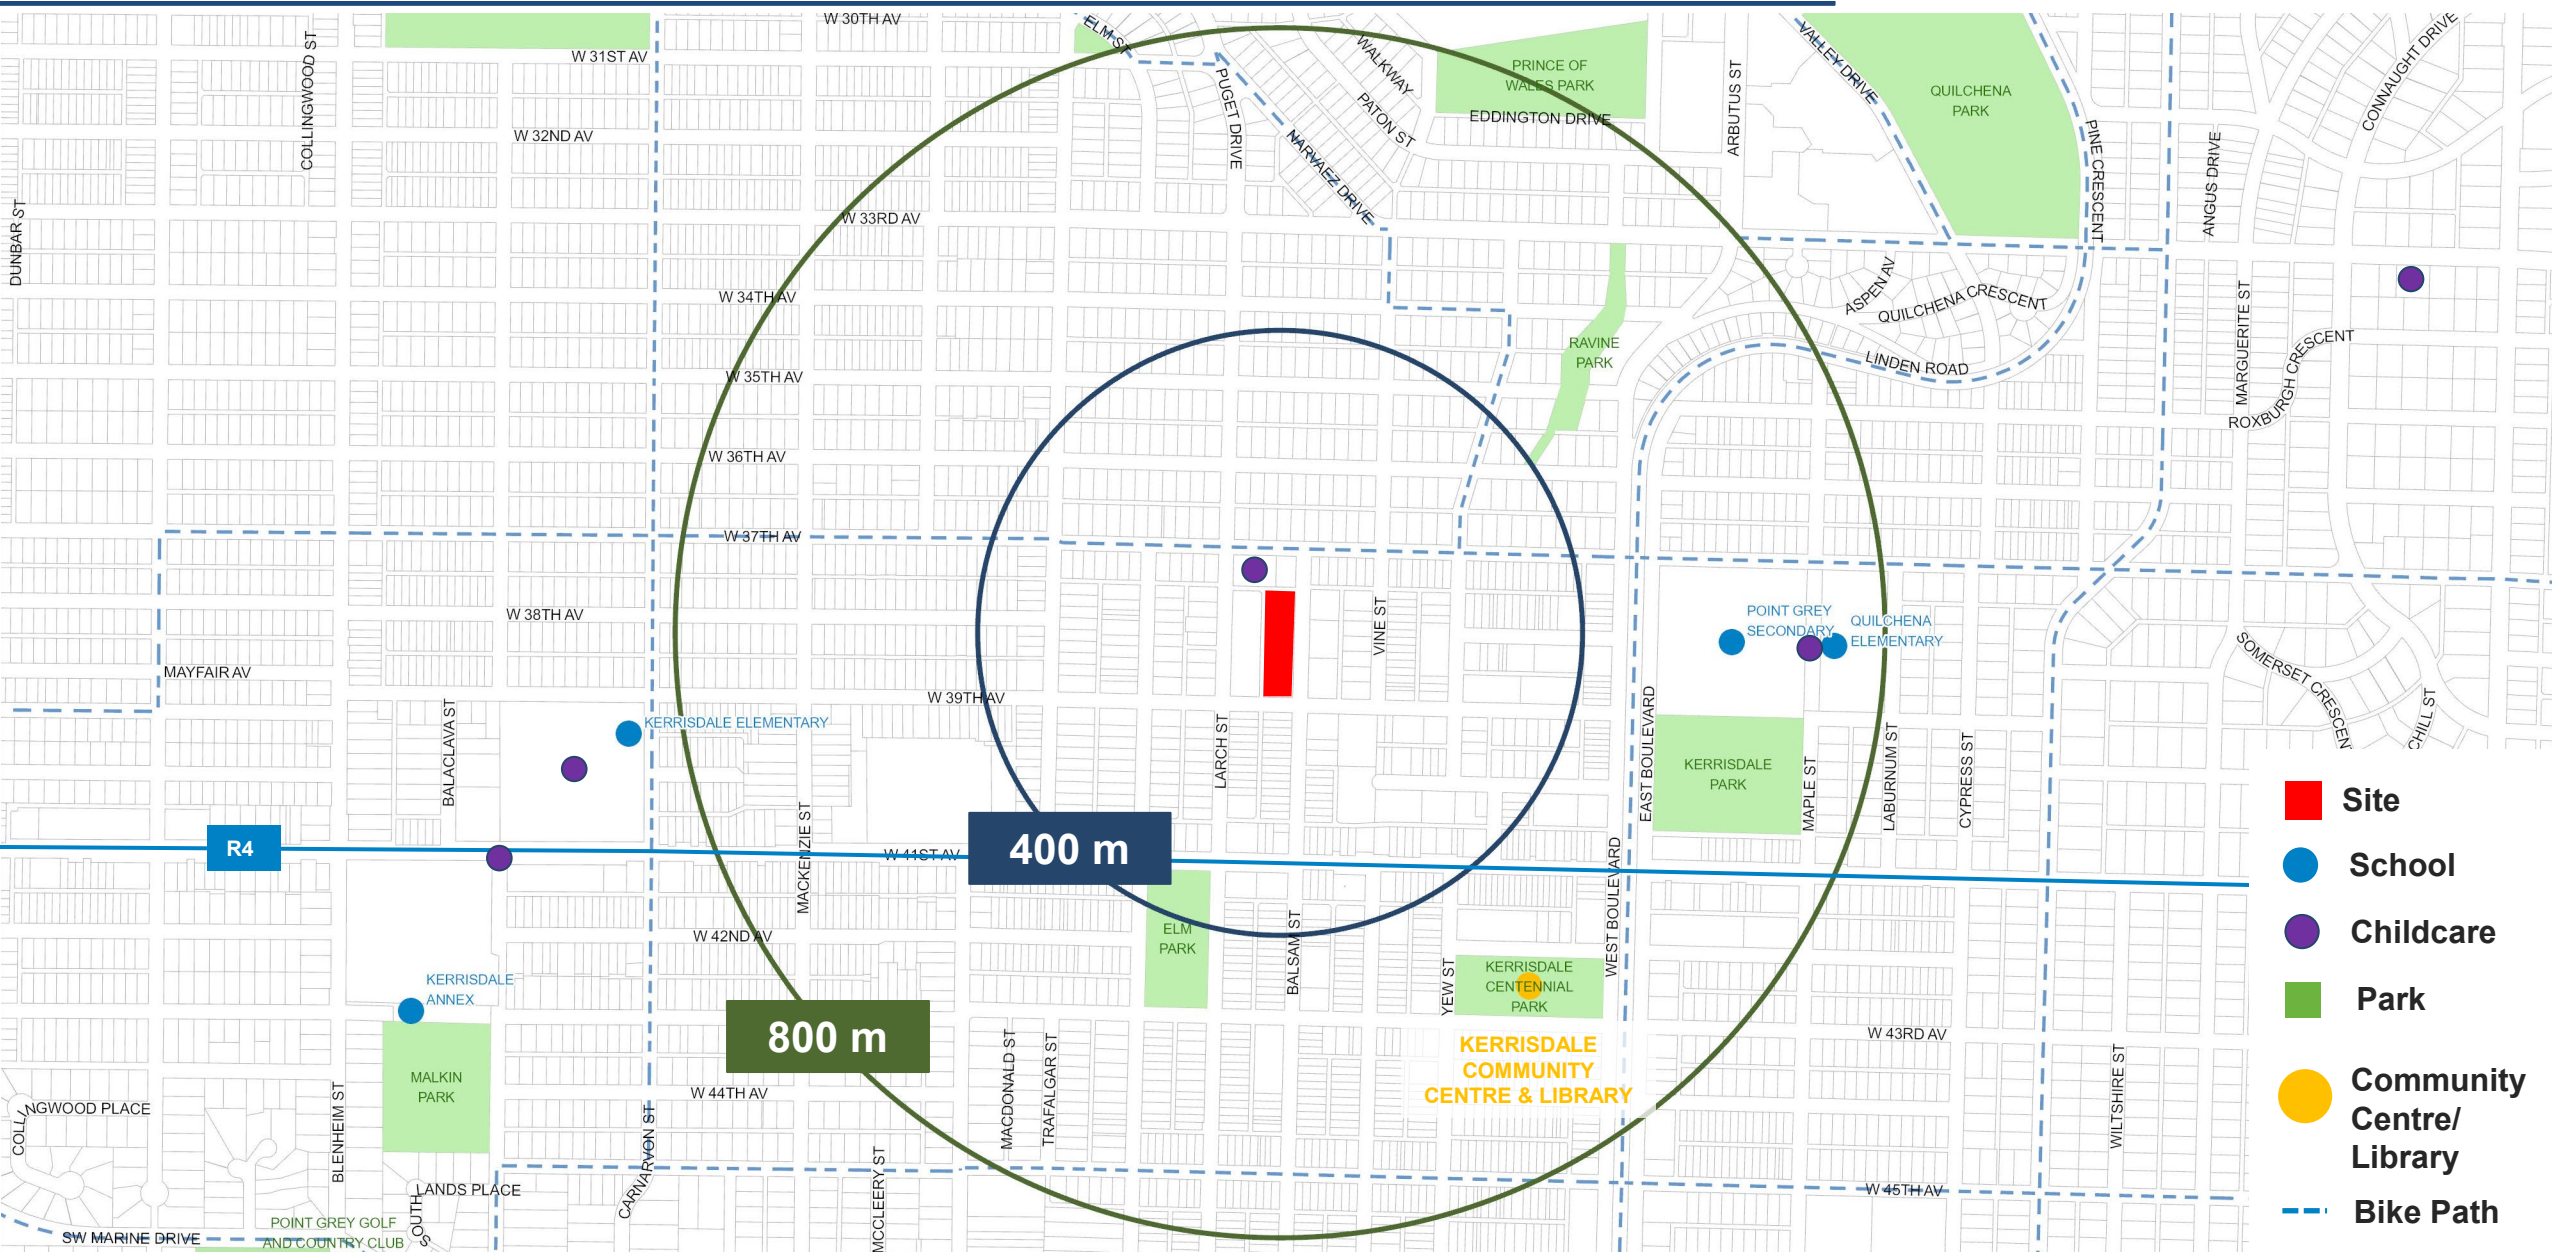 W 30TH AV
ELM ST
W 31ST AV
COLLINGWOOD ST
WALKWAY
PRINCE OF
WALES PARK
VALLEY DRIVE
CONNAUGHT DRIVE
QUILCHENA
PARK
PUGET DRIVE
PATON ST
EDDINGTON DRIVE
ARBUTUS ST
W 32ND AV
NARVAEZ DRIVE
PINE CRESCENT
ANGUS DRIVE
DUNBAR ST
W 33RD AV
W 34TH AV
ASPEN AV
QUILCHENA CRESCENT
MARGUERITE ST
ROXBURGH CRESCENT
RAVINE
PARK
LINDEN ROAD
W 35TH AV
W 36TH AV
W 37TH AV
W 38TH AV
VINE ST
POINT GREY
SECONDARY
QUILCHENA
ELEMENTARY
SOMERSET CRESCEN
CHILL ST
MAYFAIR AV
W 39TH AV
BALACLAVA ST
KERRISDALE ELEMENTARY
LARCH ST
EAST BOULEVARD
KERRISDALE
PARK
MAPLE ST
LABURNUM ST
CYPRESS ST
R4
MACKENZIE ST
W 41ST AV
400 m
WEST BOULEVARD
W 42ND AV
ELM
PARK
BALSAM ST
YEW ST
KERRISDALE
CENTENNIAL
PARK
KERRISDALE
ANNEX
800 m
KERRISDALE
COMMUNITY
CENTRE & LIBRARY
W 43RD AV
MALKIN
PARK
W 44TH AV
MACDONALD ST
TRAFALGAR ST
WILTSHIRE ST
COLLINGWOOD PLACE
BLENHEIM ST
CARNARVON ST
MCCLEERY ST
SOUTHLANDS PLACE
W 45TH AV
POINT GREY GOLF
AND COUNTRY CLUB
SW MARINE DRIVE
Site
School
Childcare
Park
Community
Centre/
Library
Bike Path